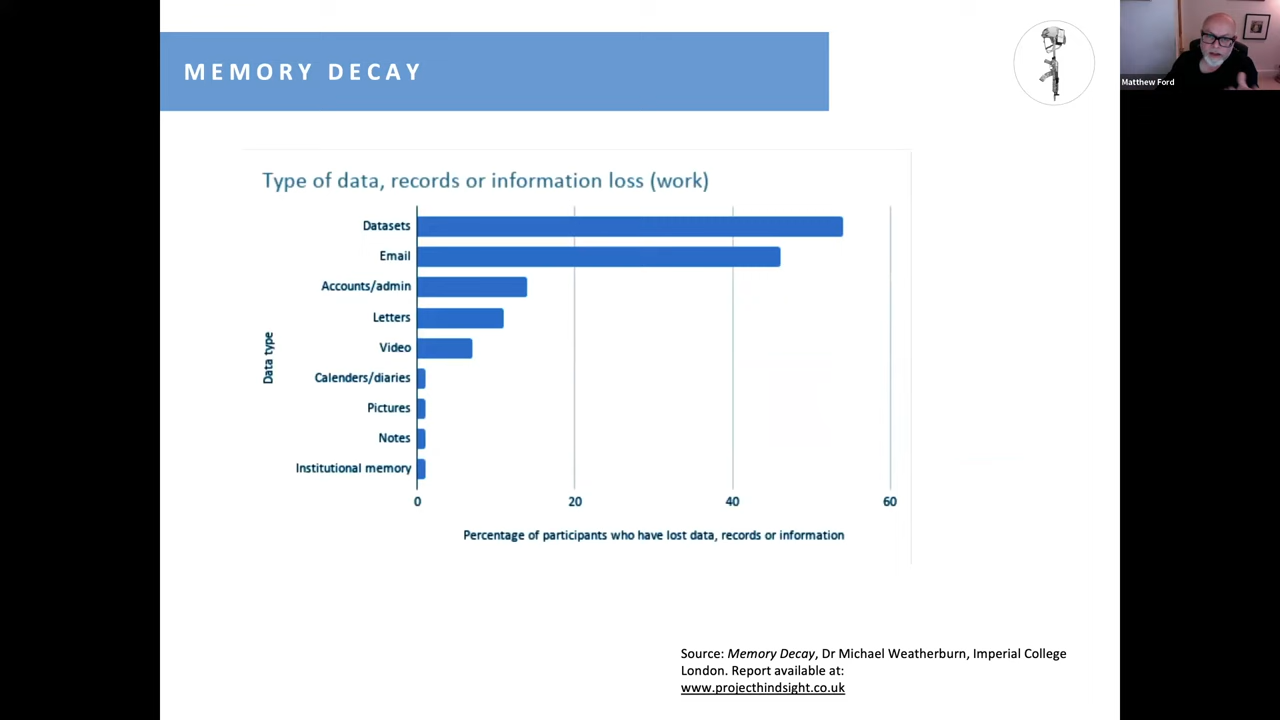 MEMORY DECAY
Matthew Ford
Type of data, records or information loss (work)
Data type
Datasets
Email
Accounts/admin
Letters
Video
Calenders/diaries
Pictures
Notes
Institutional memory
0 20 40 60
Percentage of participants who have lost data, records or information
Source: Memory Decay, Dr Michael Weatherburn, Imperial College
London. Report available at:
www.projecthindsight.co.uk